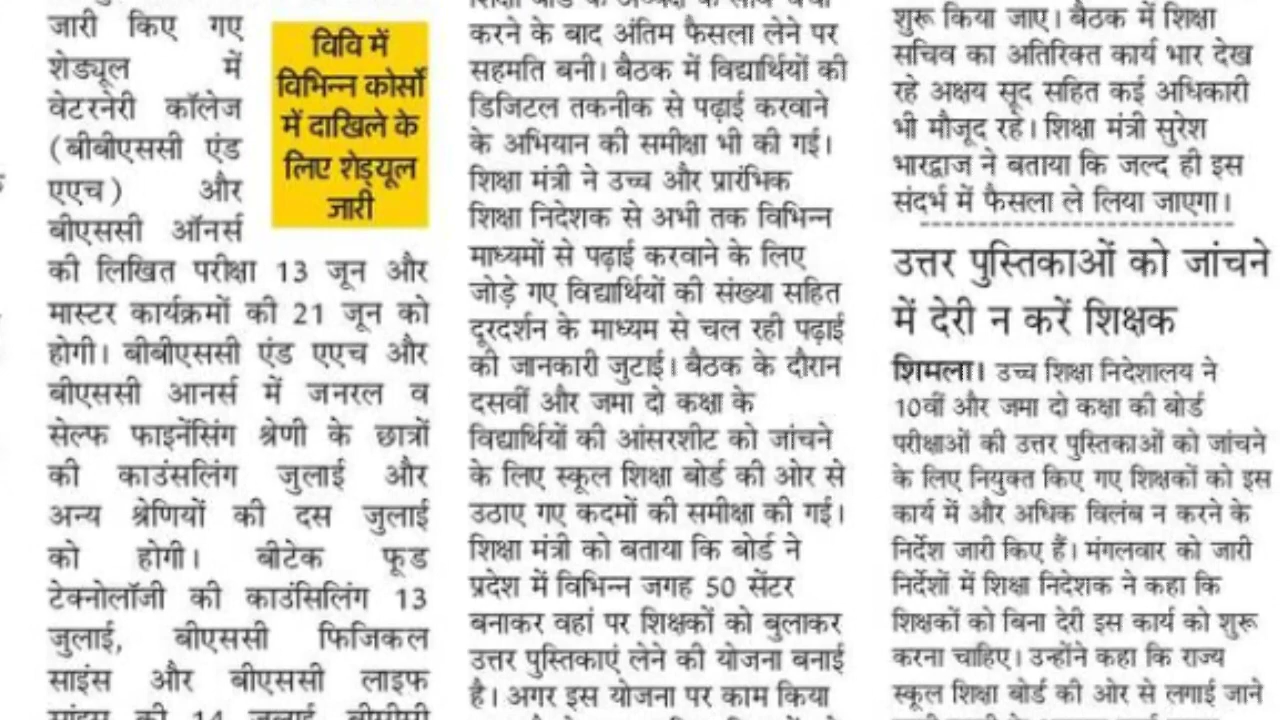 जारी किए गए
शेड्यूल में
वेटरनरी कॉलेज
(बीबीएससी एंड
एएच) और
बीएससी ऑनर्स
की लिखित परीक्षा 13 जून और
मास्टर कार्यक्रमों की 21 जून को
होगी। बीबीएससी एंड एएच और
बीएससी आनर्स में जनरल व
सेल्फ फाइनेंसिंग श्रेणी के छात्रों
की काउंसलिंग जुलाई और
अन्य श्रेणियों की दस जुलाई
को होगी। बीटेक फूड
टेक्नोलॉजी की काउंसिलिंग 13
जुलाई, बीएससी फिजिकल
साइंस और बीएससी लाइफ
साइंस की 14 जुलाई, बीपीपी
विवि में
विभिन्न कोर्सो
में दाखिले के
लिए शेड्यूल
जारी
शिक्षा बोर्ड के अध्यक्ष के साथ चर्चा
करने के बाद अंतिम फैसला लेने पर
सहमति बनी। बैठक में विद्यार्थियों की
डिजिटल तकनीक से पढ़ाई करवाने
के अभियान की समीक्षा भी की गई।
शिक्षा मंत्री ने उच्च और प्रारंभिक
शिक्षा निदेशक से अभी तक विभिन्न
माध्यमों से पढ़ाई करवाने के लिए
जोड़े गए विद्यार्थियों की संख्या सहित
दूरदर्शन के माध्यम से चल रही पढ़ाई
की जानकारी जुटाई। बैठक के दौरान
दसवीं और जमा दो कक्षा के
विद्यार्थियों की आंसरशीट को जांचने
के लिए स्कूल शिक्षा बोर्ड की ओर से
उठाए गए कदमों की समीक्षा की गई।
शिक्षा मंत्री को बताया कि बोर्ड ने
प्रदेश में विभिन्न जगह 50 सेंटर
बनाकर वहां पर शिक्षकों को बुलाकर
उत्तर पुस्तिकाएं लेने की योजना बनाई
है। अगर इस योजना पर काम किया
शुरू किया जाए। बैठक में शिक्षा
सचिव का अतिरिक्त कार्य भार देख
रहे अक्षय सूद सहित कई अधिकारी
भी मौजूद रहे। शिक्षा मंत्री सुरेश
भारद्वाज ने बताया कि जल्द ही इस
संदर्भ में फैसला ले लिया जाएगा।
उत्तर पुस्तिकाओं को जांचने
में देरी न करें शिक्षक
शिमला। उच्च शिक्षा निदेशालय ने
10वीं और जमा दो कक्षा की बोर्ड
परीक्षाओं की उत्तर पुस्तिकाओं को जांचने
के लिए नियुक्त किए गए शिक्षकों को इस
कार्य में और अधिक विलंब न करने के
निर्देश जारी किए हैं। मंगलवार को जारी
निर्देशों में शिक्षा निदेशक ने कहा कि
शिक्षकों को बिना देरी इस कार्य को शुरू
करना चाहिए। उन्होंने कहा कि राज्य
स्कूल शिक्षा बोर्ड की ओर से लगाई जाने